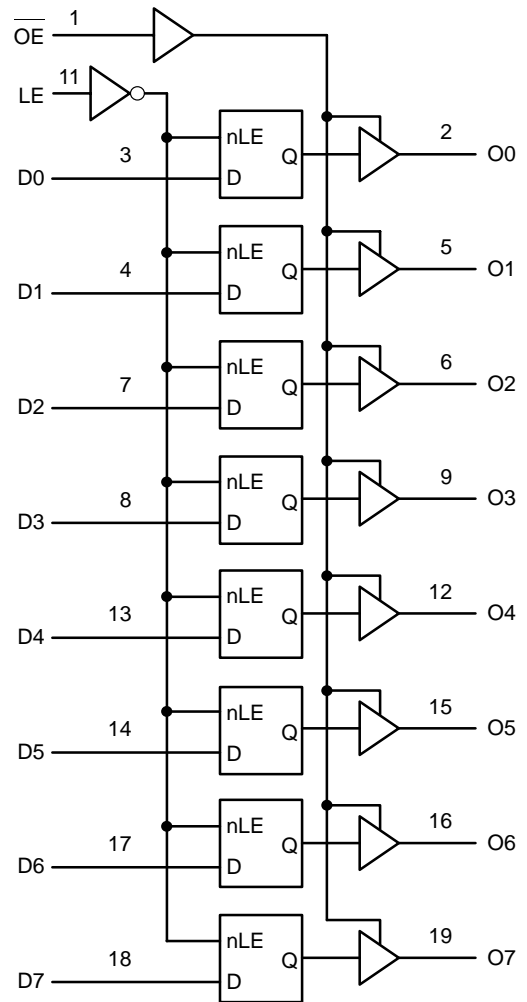 OE 1
LE 11
nLE
D0 3 D Q 2 O0
nLE
D1 4 D Q 5 O1
nLE
D2 7 D Q 6 O2
nLE
D3 8 D Q 9 O3
nLE
D4 13 D Q 12 O4
nLE
D5 14 D Q 15 O5
nLE
D6 17 D Q 16 O6
nLE
D7 18 D Q 19 O7